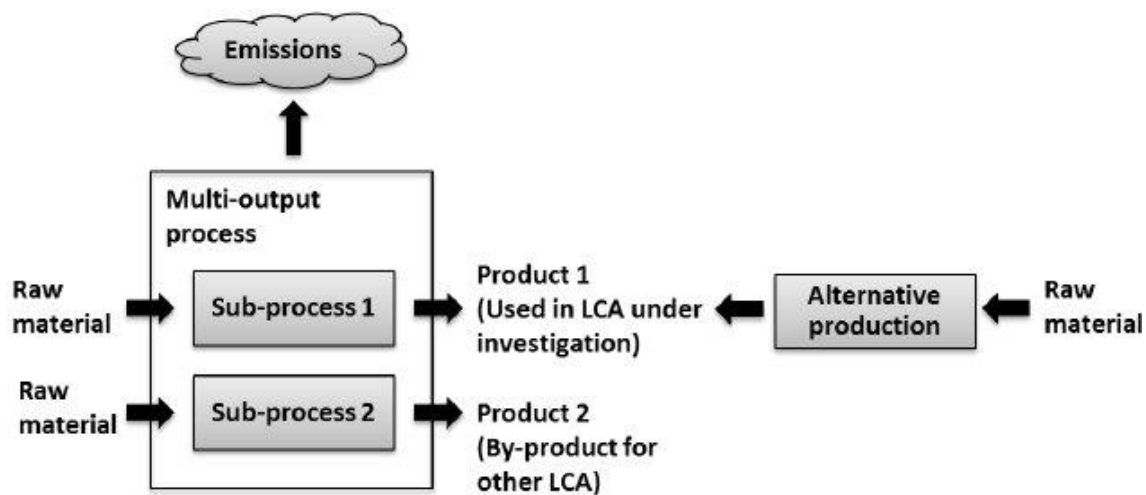 Emissions
Multi-output
process
Raw
material
Sub-process 1
Product 1
(Used in LCA under
investigation)
Alternative
production
Raw
material
Raw
material
Sub-process 2
Product 2
(By-product for
other LCA)